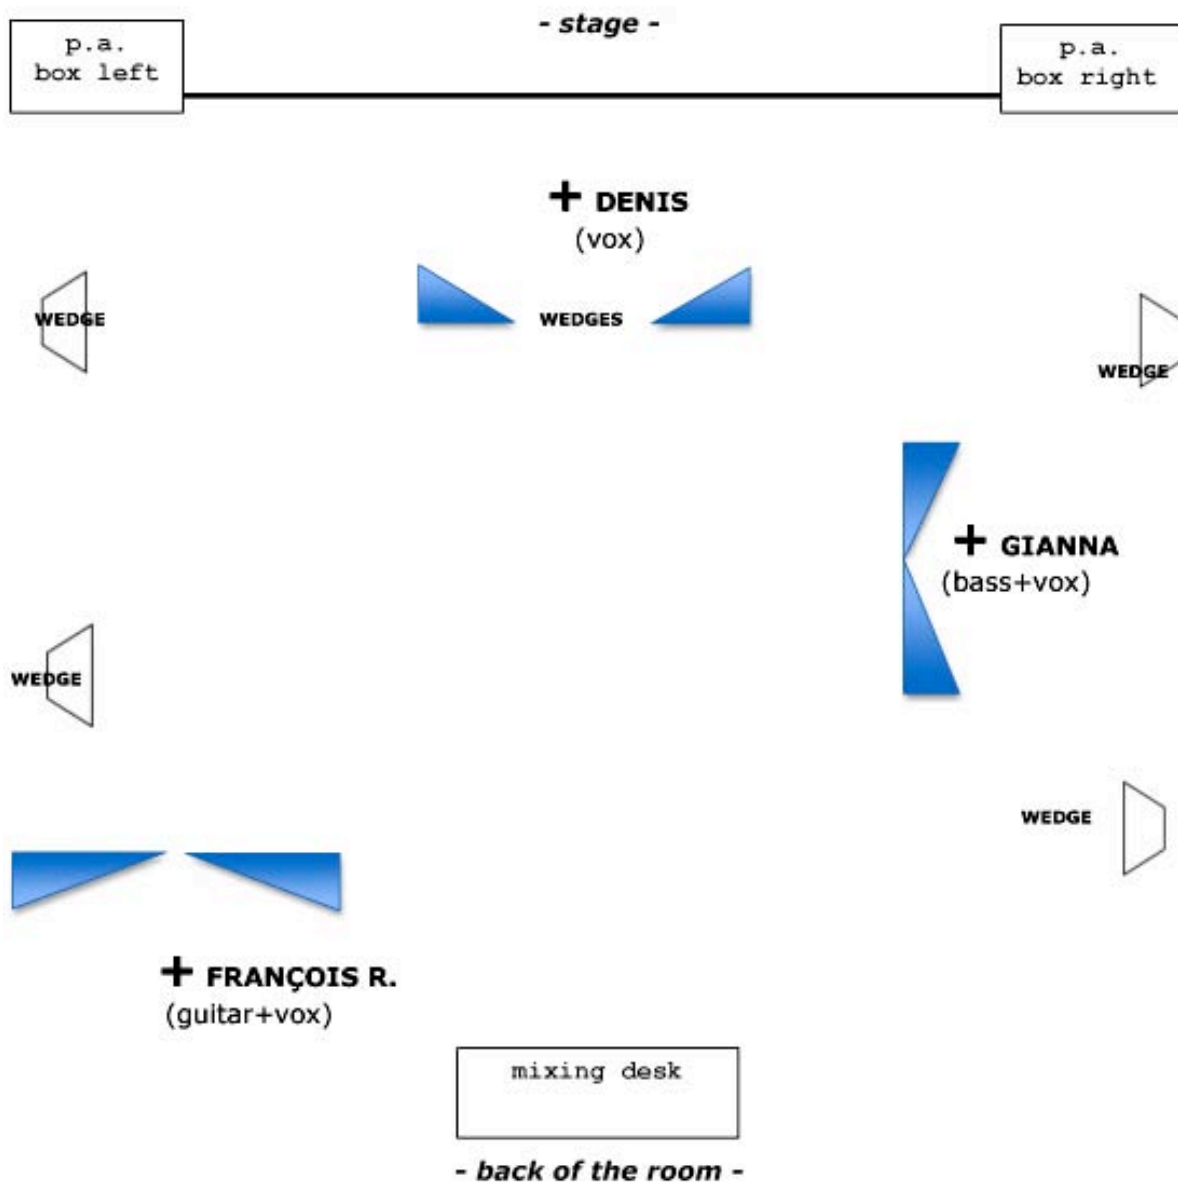 - stage -
p.a.
box left
p.a.
box right
+ DENIS
(vox)
WEDGE
WEDGES
WEDGE
+ GIANNA
(bass+vox)
WEDGE
WEDGE
+ FRANÇOIS R.
(guitar+vox)
mixing desk
- back of the room -